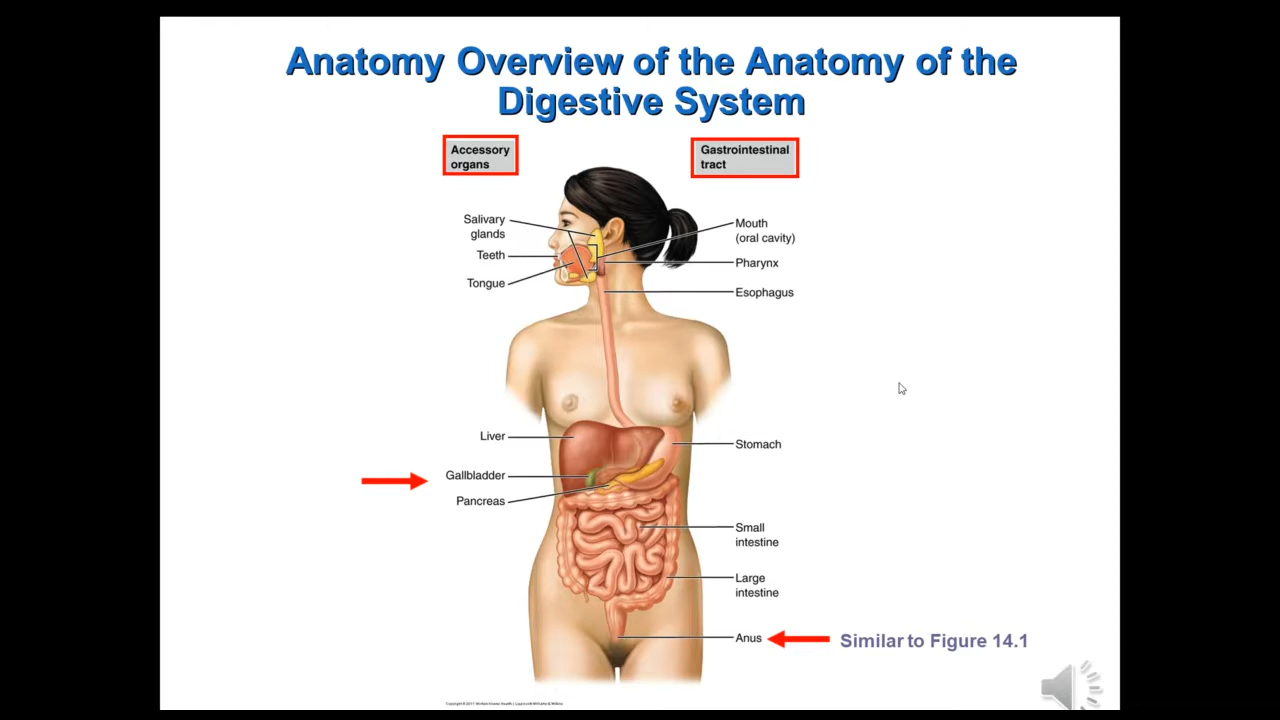 Anatomy Overview of the Anatomy of the
Digestive System
Accessory
organs
Gastrointestinal
tract
Salivary
glands
Teeth
Tongue
Mouth
(oral cavity)
Pharynx
Esophagus
Liver
Gallbladder
Pancreas
Stomach
Small
intestine
Large
intestine
Anus
Similar to Figure 14.1